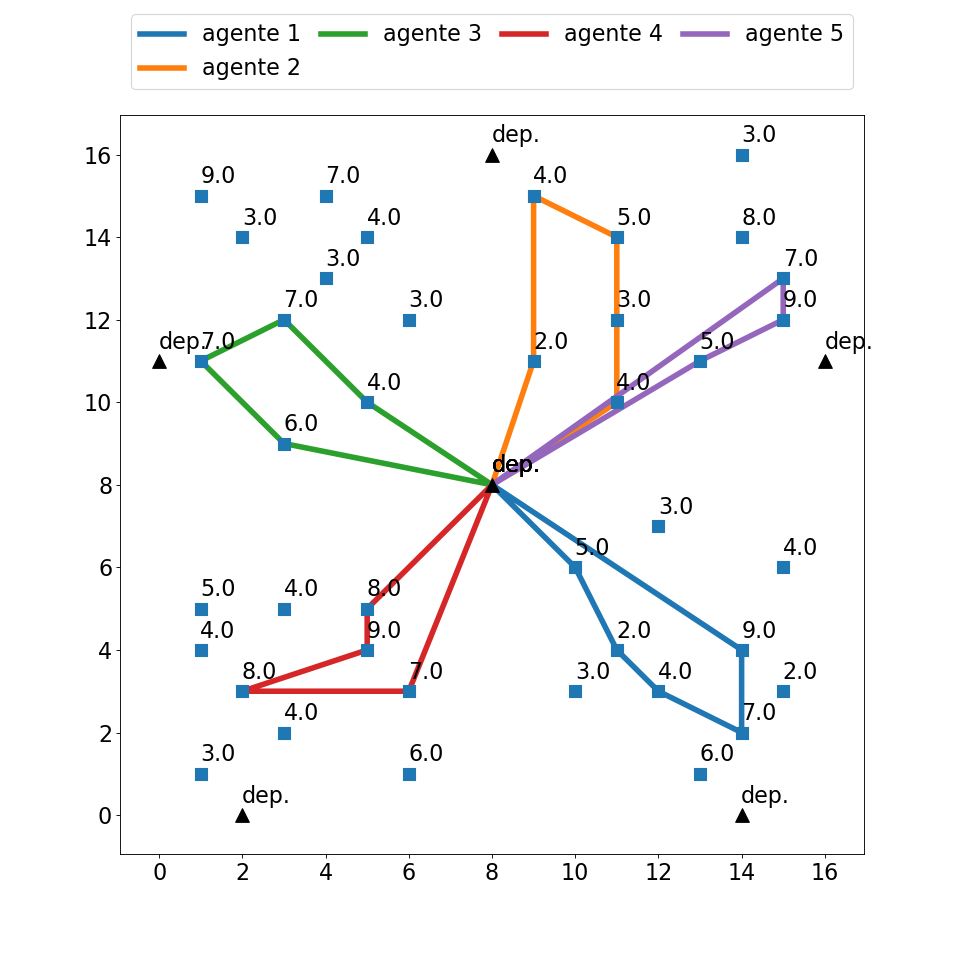 agente 1 agente 3 agente 4 agente 5
agente 2
dep. 3.0
16
9.0 7.0 4.0
3.0 4.0 5.0 8.0
14
3.0 7.0
7.0 3.0 3.0 9.0
12
dep. 7.0 2.0 5.0 dep.
4.0 4.0
10
6.0
dep.
8
3.0
5.0 4.0
6
5.0 4.0 8.0
4.0 9.0 2.0 9.0
4
8.0 7.0 3.0 4.0 2.0
4.0 7.0
2
3.0 6.0 6.0
dep. dep.
0
0 2 4 6 8 10 12 14 16